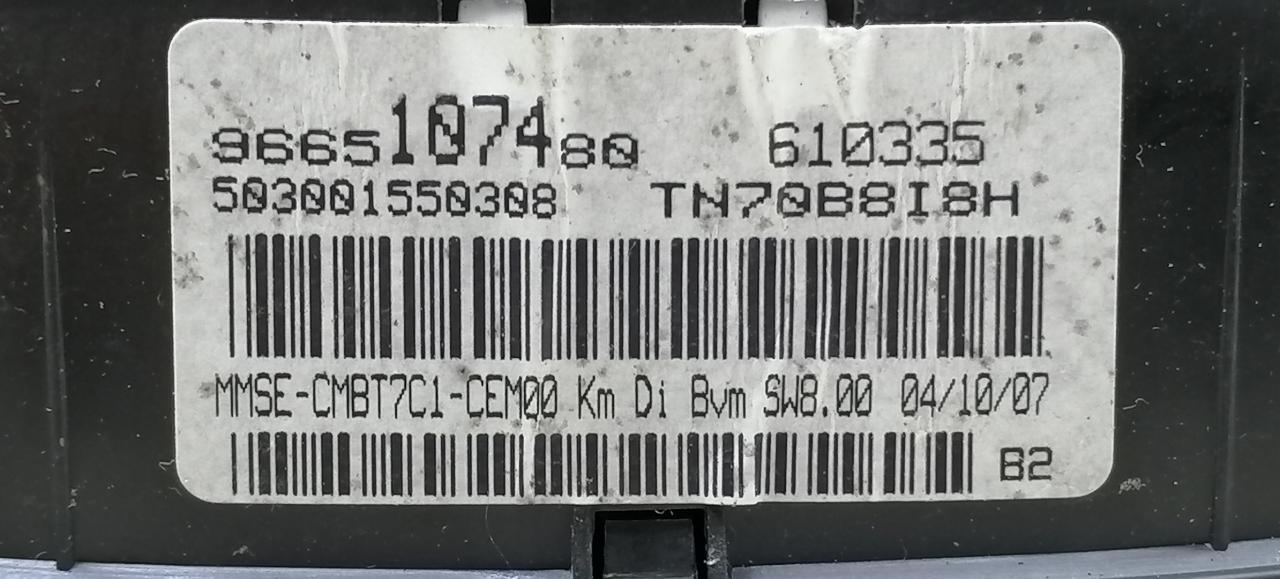 9665107480 610335
503001550308 TN70B8I8H
MMSE-CMBT7C1-CEM00 Km Di Bvm SW8.00 04/10/07
B2